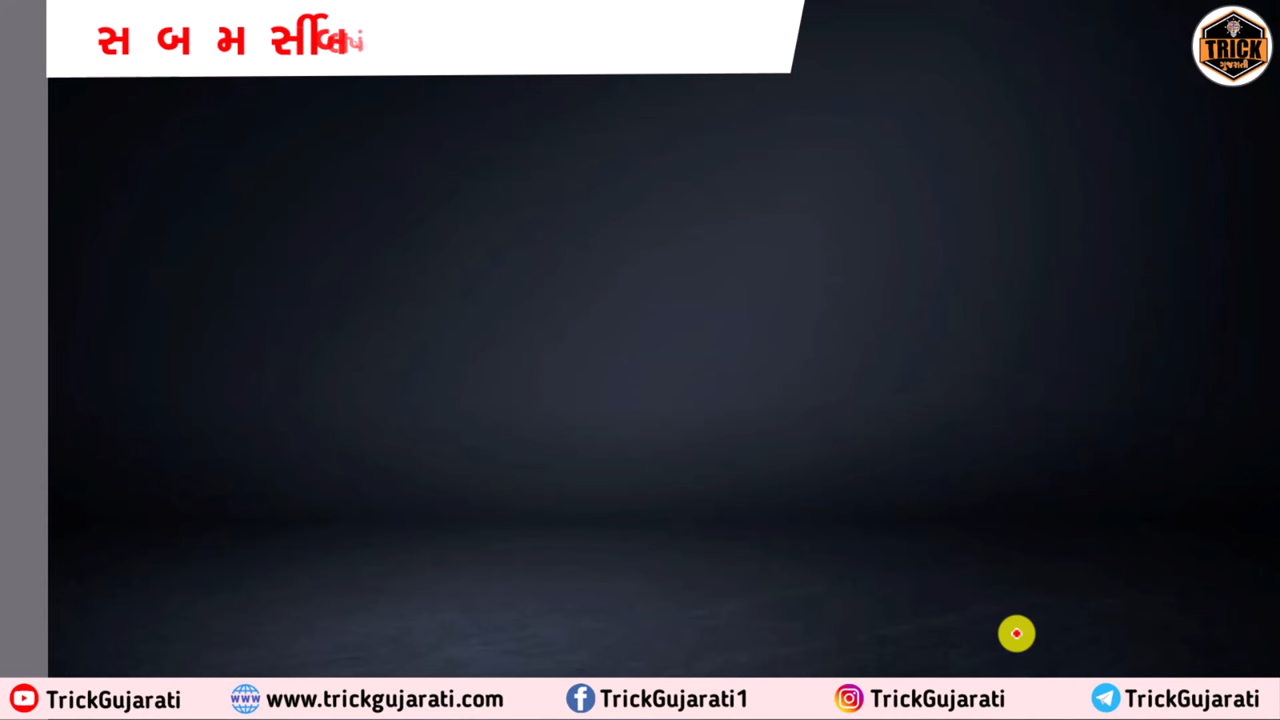 સ બ મ ર્સી
TRICK
ગુજરાતી
TrickGujarati
www.trickgujarati.com
TrickGujarati1
TrickGujarati
TrickGujarati